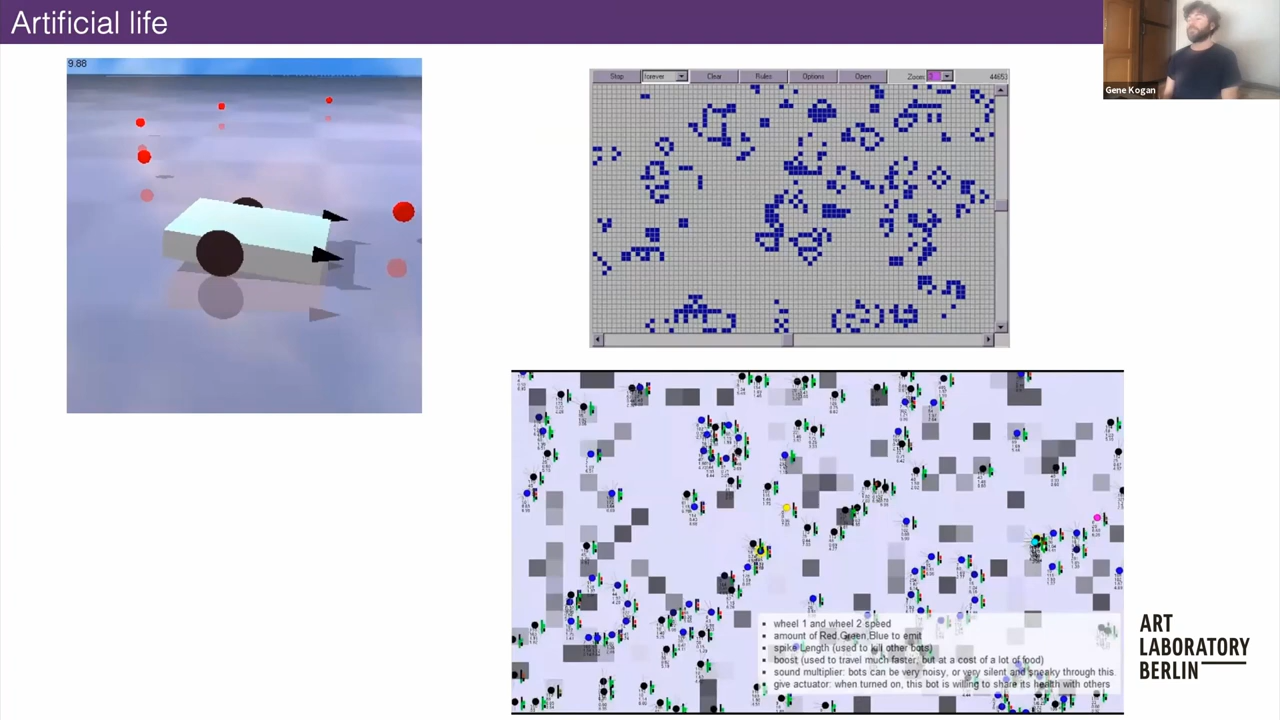 Artificial life
Gene Kogan
9.88
Stop forever Clear Rules Options Open Zoom 3 44653
wheel 1 and wheel 2 speed
amount of Red,Green,Blue to emit
spike Length (used to kill other bots)
boost (used to travel much faster, but at a cost of a lot of food)
sound multiplier: bots can be very noisy, or very silent and sneaky through this.
give actuator: when turned on, this bot is willing to share its health with others
ART
LABORATORY
BERLIN